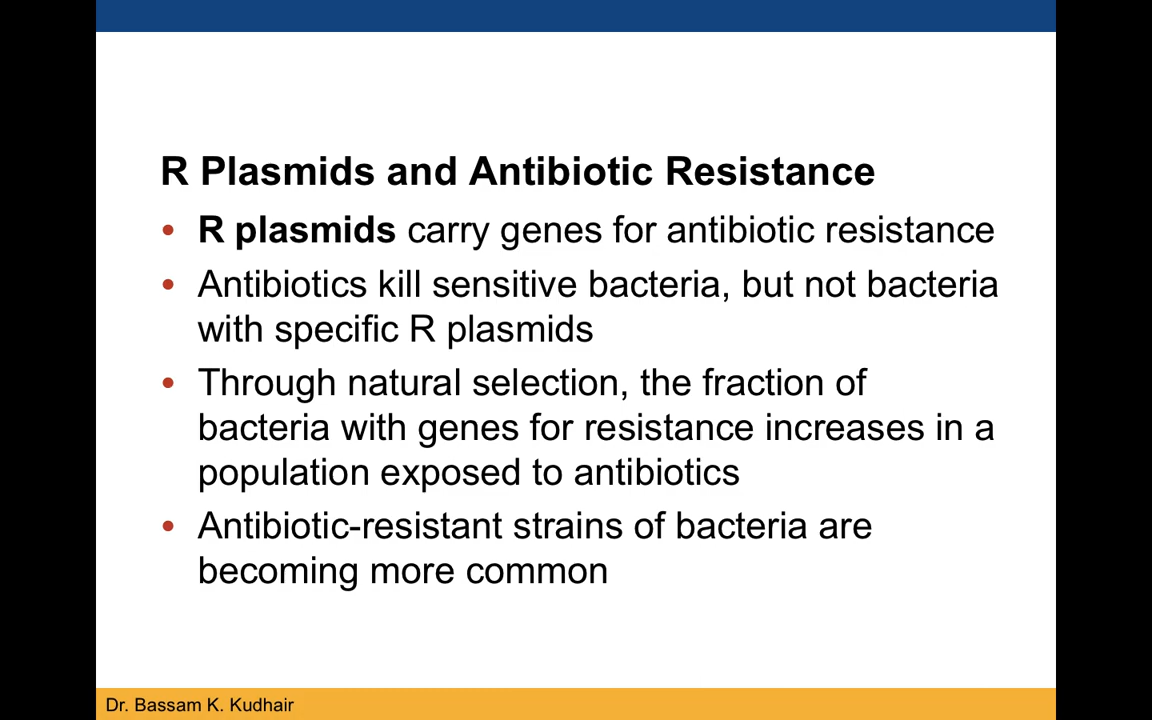 R Plasmids and Antibiotic Resistance
• R plasmids carry genes for antibiotic resistance
• Antibiotics kill sensitive bacteria, but not bacteria
with specific R plasmids
• Through natural selection, the fraction of
bacteria with genes for resistance increases in a
population exposed to antibiotics
• Antibiotic-resistant strains of bacteria are
becoming more common
Dr. Bassam K. Kudhair